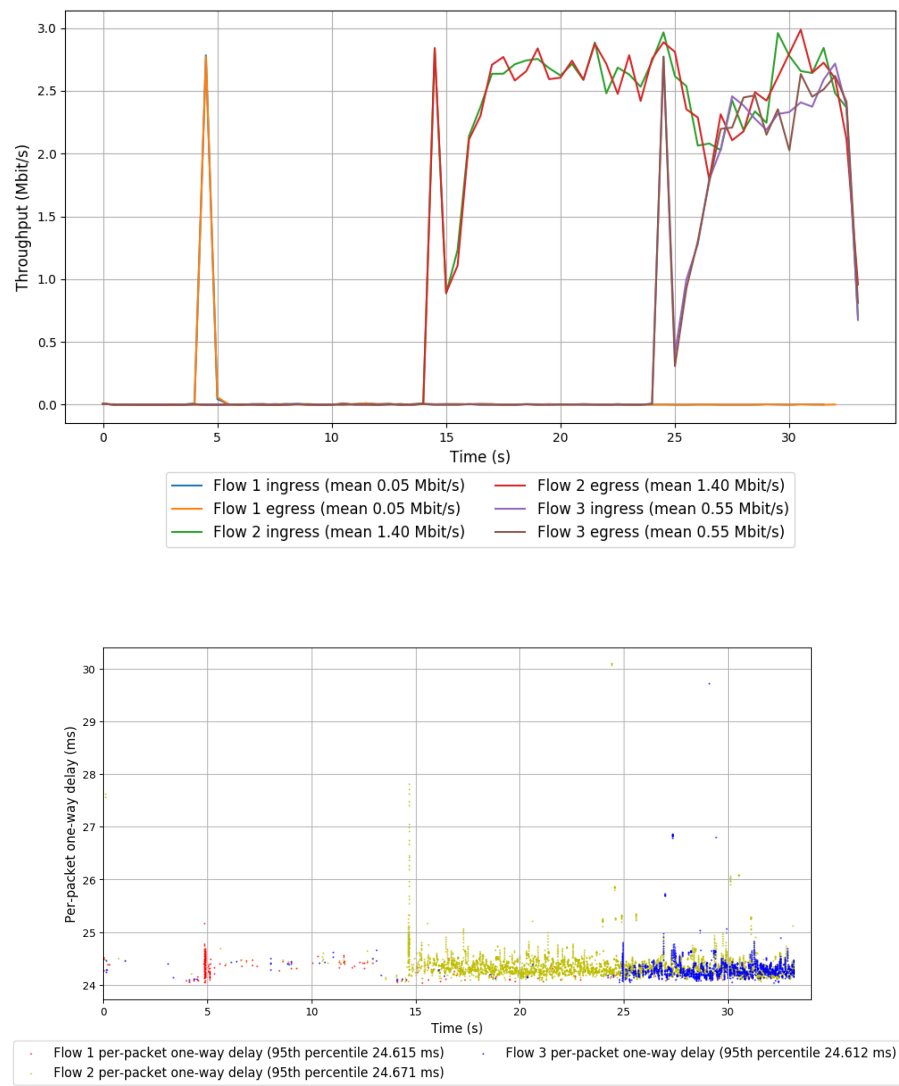 3.0
2.5
2.0
1.5
1.0
0.5
0.0
Throughput (Mbit/s)
0 5 10 15 20 25 30
Time (s)
Flow 1 ingress (mean 0.05 Mbit/s)
Flow 1 egress (mean 0.05 Mbit/s)
Flow 2 ingress (mean 1.40 Mbit/s)
Flow 2 egress (mean 1.40 Mbit/s)
Flow 3 ingress (mean 0.55 Mbit/s)
Flow 3 egress (mean 0.55 Mbit/s)
30
29
28
27
26
25
24
Per-packet one-way delay (ms)
0 5 10 15 20 25 30
Time (s)
Flow 1 per-packet one-way delay (95th percentile 24.615 ms)
Flow 2 per-packet one-way delay (95th percentile 24.671 ms)
Flow 3 per-packet one-way delay (95th percentile 24.612 ms)